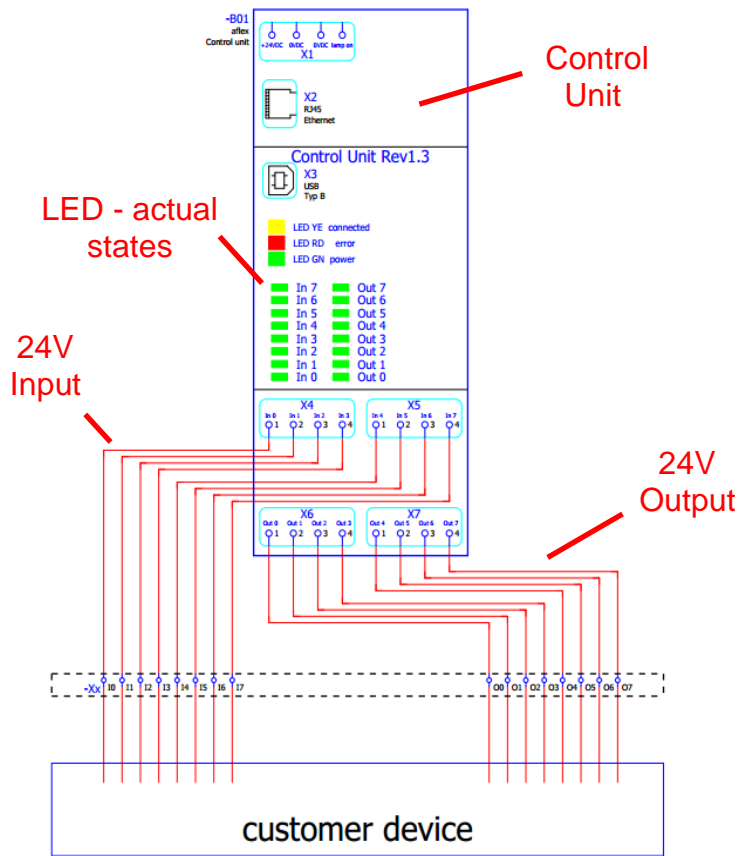 -B01
aflex
Control unit
+24VDC 0VDC 0VDC lamp on
X1
Control
Unit
X2
RJ45
Ethernet
Control Unit Rev1.3
X3
USB
Typ B
LED - actual
states
LED YE connected
LED RD error
LED GN power
In 7 Out 7
In 6 Out 6
In 5 Out 5
In 4 Out 4
In 3 Out 3
In 2 Out 2
In 1 Out 1
In 0 Out 0
24V
Input
X4 X5
In 0 In 1 In 2 In 3 In 4 In 5 In 6 In 7
1 2 3 4 1 2 3 4
24V
Output
X6 X7
Out 0 Out 1 Out 2 Out 3 Out 4 Out 5 Out 6 Out 7
1 2 3 4 1 2 3 4
-Xx I0 I1 I2 I3 I4 I5 I6 I7 O0 O1 O2 O3 O4 O5 O6 O7
customer device